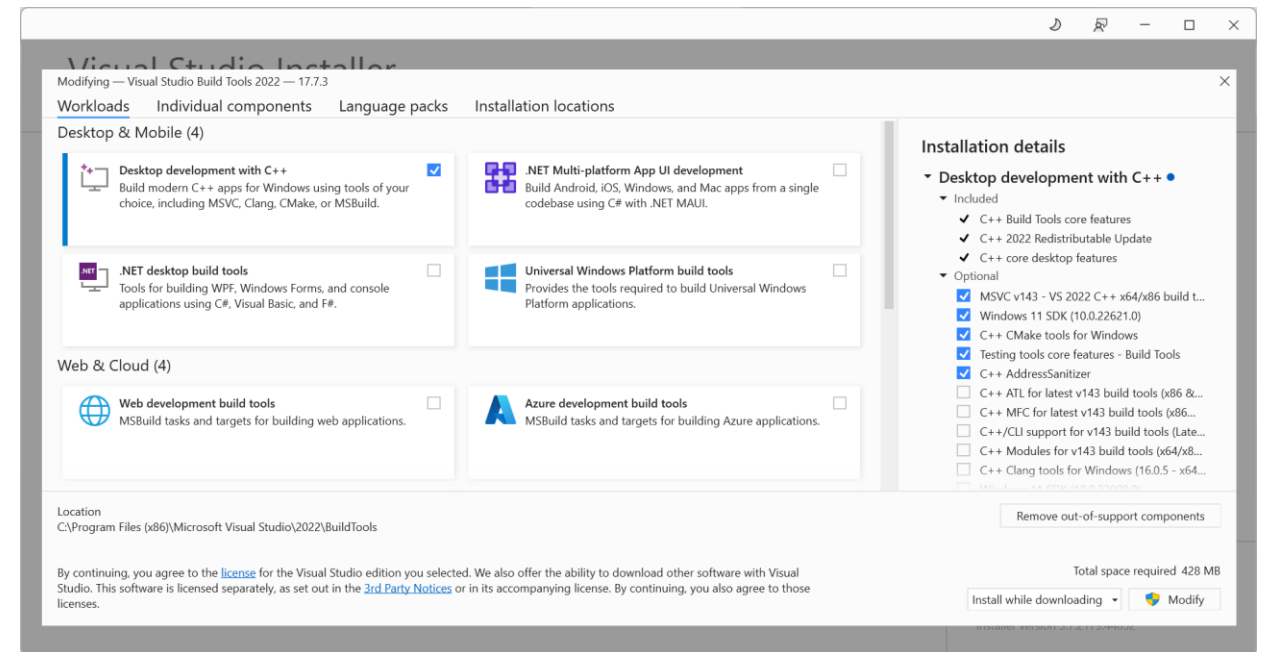 Visual Studio Installer
Modifying — Visual Studio Build Tools 2022 — 17.7.3
Workloads Individual components Language packs Installation locations
Desktop & Mobile (4)
Desktop development with C++
Build modern C++ apps for Windows using tools of your
choice, including MSVC, Clang, CMake, or MSBuild.
.NET Multi-platform App UI development
Build Android, iOS, Windows, and Mac apps from a single
codebase using C# with .NET MAUI.
.NET
.NET desktop build tools
Tools for building WPF, Windows Forms, and console
applications using C#, Visual Basic, and F#.
Universal Windows Platform build tools
Provides the tools required to build Universal Windows
Platform applications.
Web & Cloud (4)
Web development build tools
MSBuild tasks and targets for building web applications.
Azure development build tools
MSBuild tasks and targets for building Azure applications.
Installation details
Desktop development with C++
Included
C++ Build Tools core features
C++ 2022 Redistributable Update
C++ core desktop features
Optional
MSVC v143 - VS 2022 C++ x64/x86 build t...
Windows 11 SDK (10.0.22621.0)
C++ CMake tools for Windows
Testing tools core features - Build Tools
C++ AddressSanitizer
C++ ATL for latest v143 build tools (x86 &...
C++ MFC for latest v143 build tools (x86...
C++/CLI support for v143 build tools (Late...
C++ Modules for v143 build tools (x64/x8...
C++ Clang tools for Windows (16.0.5 - x64...
Location
C:\Program Files (x86)\Microsoft Visual Studio\2022\BuildTools
Remove out-of-support components
By continuing, you agree to the license for the Visual Studio edition you selected. We also offer the ability to download other software with Visual
Studio. This software is licensed separately, as set out in the 3rd Party Notices or in its accompanying license. By continuing, you also agree to those
licenses.
Total space required 428 MB
Install while downloading
Modify